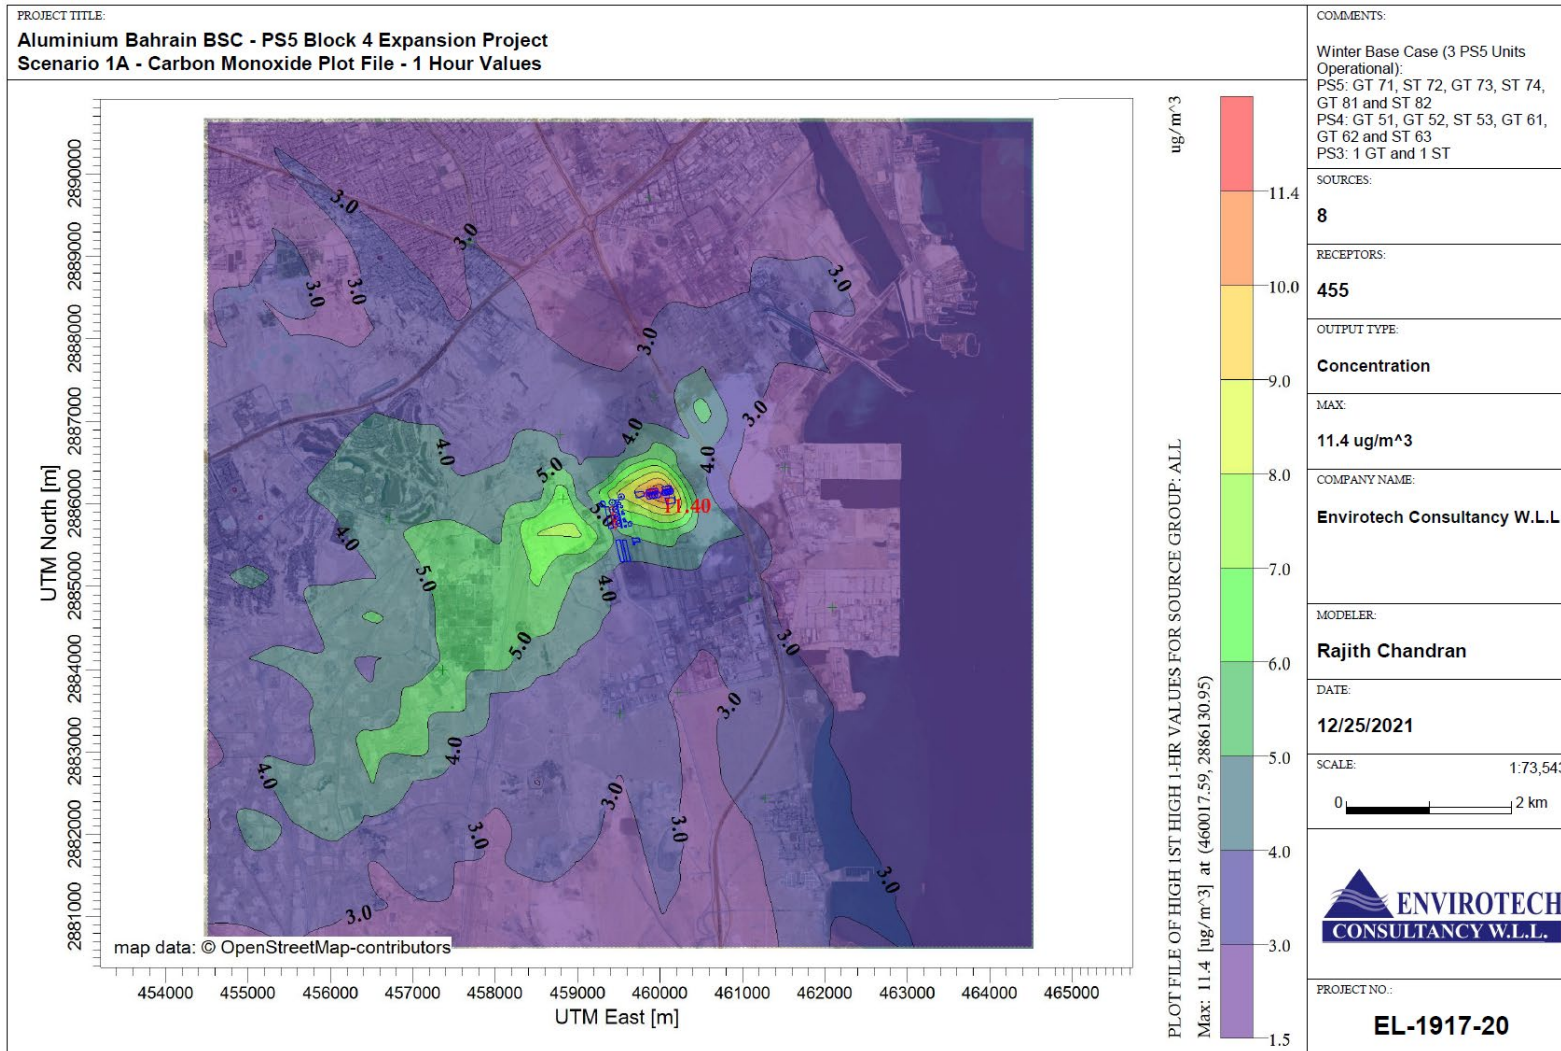 PROJECT TITLE:
Aluminium Bahrain BSC - PS5 Block 4 Expansion Project
Scenario 1A - Carbon Monoxide Plot File - 1 Hour Values
UTM North [m]
2890000
2889000
2888000
2887000
2886000
2885000
2884000
2883000
2882000
2881000
3.0
3.0
3.0
3.0
3.0
3.0
3.0
4.0
4.0
4.0
5.0
11.40
5.0
4.0
5.0
4.0
5.0
3.0
3.0
4.0
4.0
3.0
3.0
3.0
3.0
3.0
map data: © OpenStreetMap-contributors
454000 455000 456000 457000 458000 459000 460000 461000 462000 463000 464000 465000
UTM East [m]
PLOT FILE OF HIGH 1ST HIGH 1-HR VALUES FOR SOURCE GROUP: ALL
Max: 11.4 [ug/m^3] at (460017.59, 2886130.95)
ug/m^3
11.4
10.0
9.0
8.0
7.0
6.0
5.0
4.0
3.0
1.5
COMMENTS:
Winter Base Case (3 PS5 Units
Operational):
PS5: GT 71, ST 72, GT 73, ST 74,
GT 81 and ST 82
PS4: GT 51, GT 52, ST 53, GT 61,
GT 62 and ST 63
PS3: 1 GT and 1 ST
SOURCES:
8
RECEPTORS:
455
OUTPUT TYPE:
Concentration
MAX:
11.4 ug/m^3
COMPANY NAME:
Envirotech Consultancy W.L.L
MODELER:
Rajith Chandran
DATE:
12/25/2021
SCALE:
1:73,543
0 2 km
ENVIROTECH
CONSULTANCY W.L.L.
PROJECT NO.:
EL-1917-20